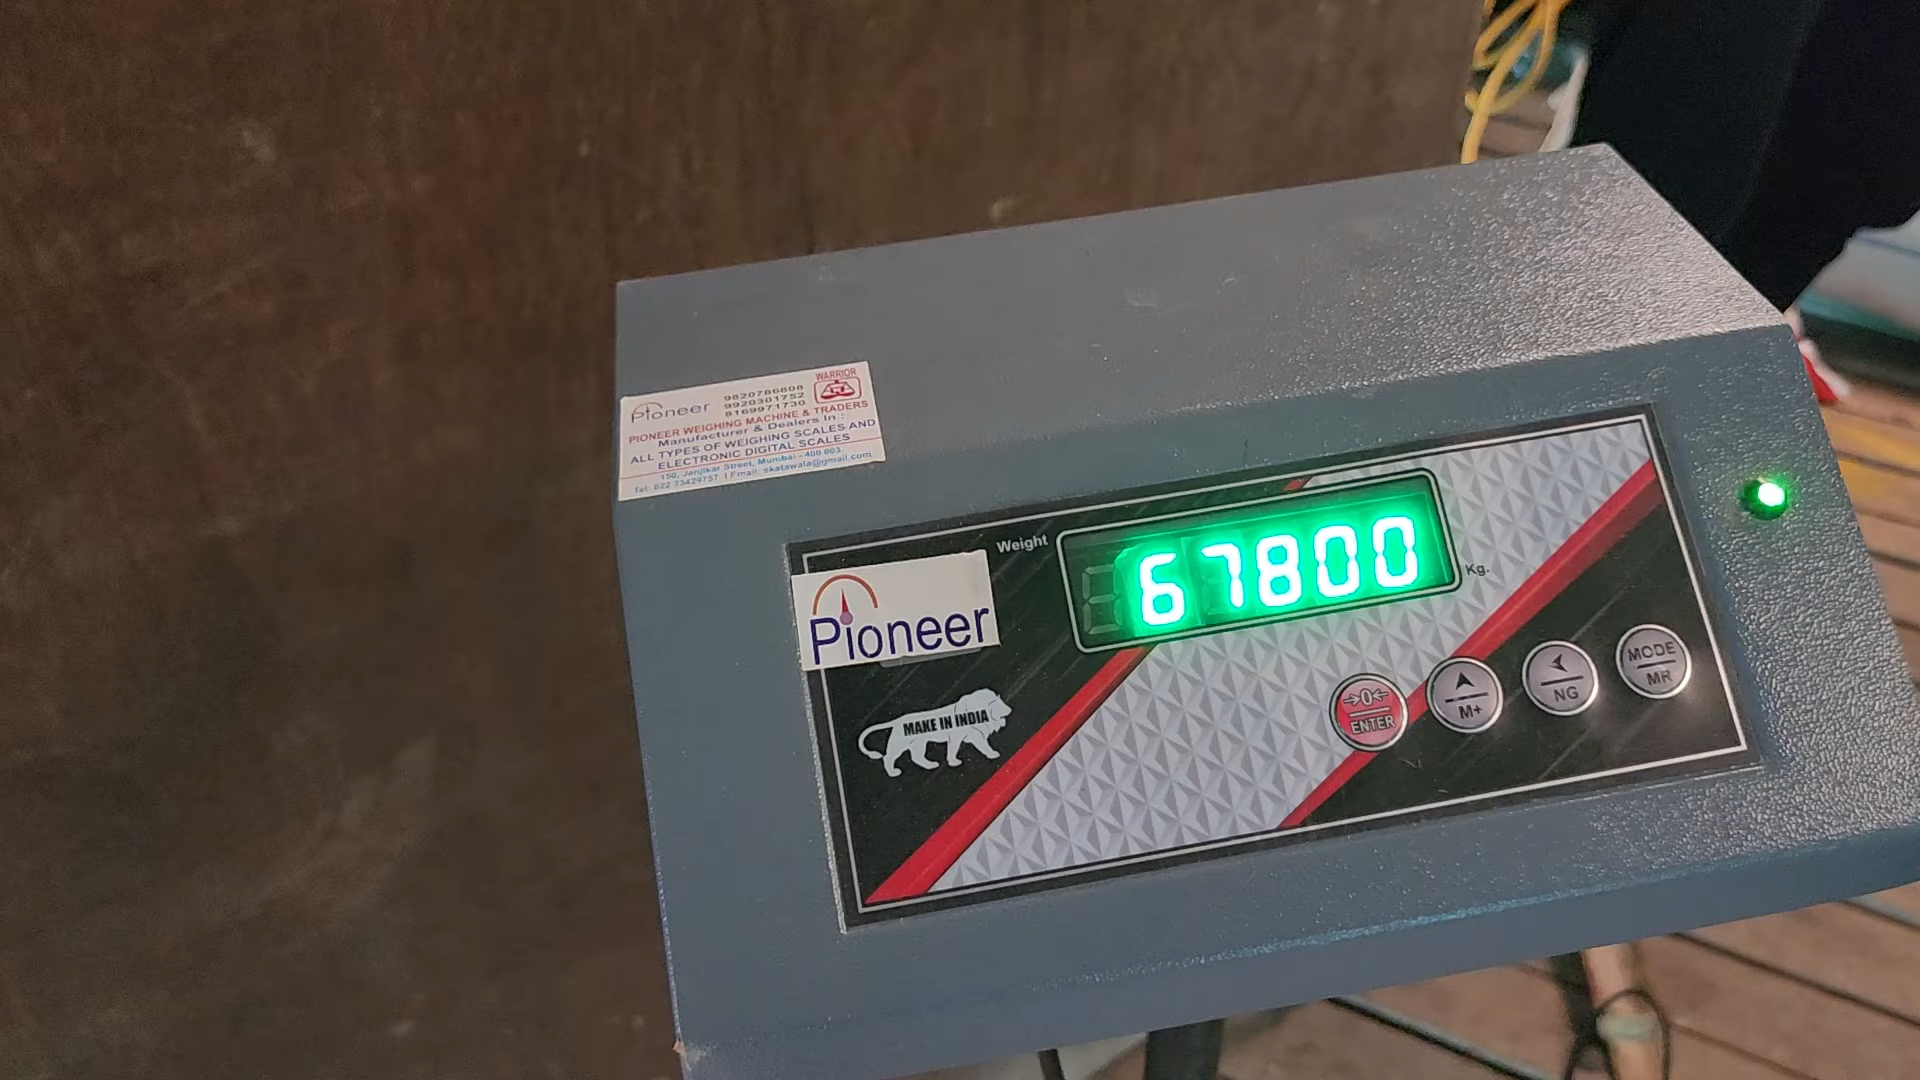 Pioneer
9820786808
9920301752
8169971730
WARRIOR
PIONEER WEIGHING MACHINE & TRADERS
Manufacturer & Dealers In :
ALL TYPES OF WEIGHING SCALES AND
ELECTRONIC DIGITAL SCALES
150, Janjikar Street, Mumbai - 400 003.
Tel: 022 23429757 | Email: skatawala@gmail.com
Weight
67800
Kg.
Pioneer
MAKE IN INDIA
→0←
ENTER
M+
NG
MODE
MR